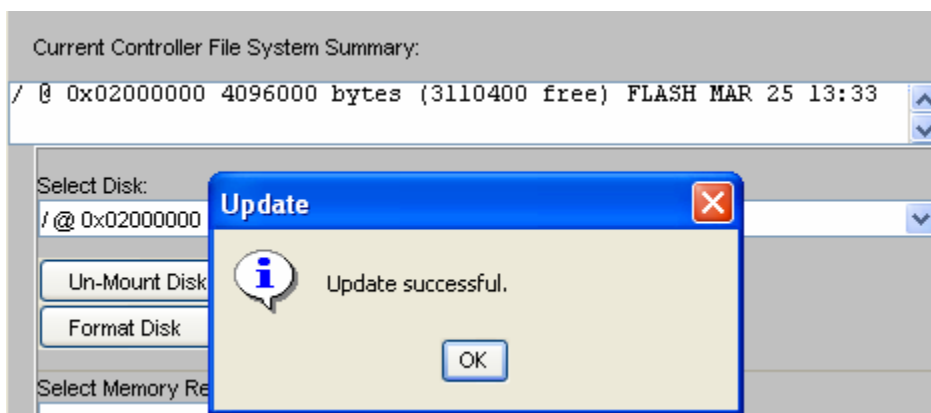 Current Controller File System Summary:
/ @ 0x02000000 4096000 bytes (3110400 free) FLASH MAR 25 13:33
Select Disk:
/ @ 0x02000000
Update
Un-Mount Disk
Update successful.
Format Disk
OK
Select Memory Re